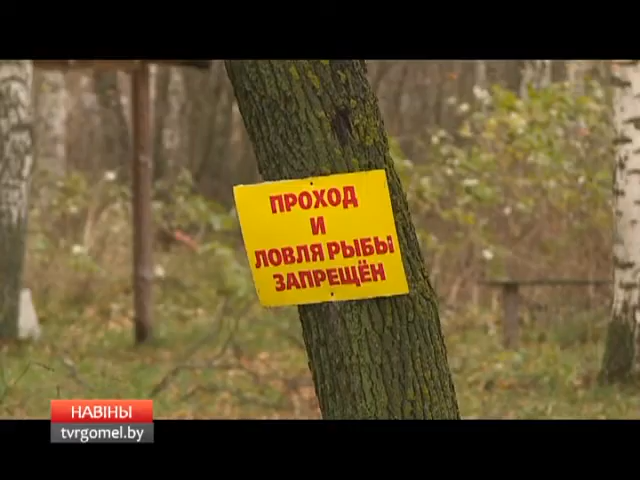 ПРОХОД
И
ЛОВЛЯ РЫБЫ
ЗАПРЕЩЁН
НАВІНЫ
tvrgomel.by